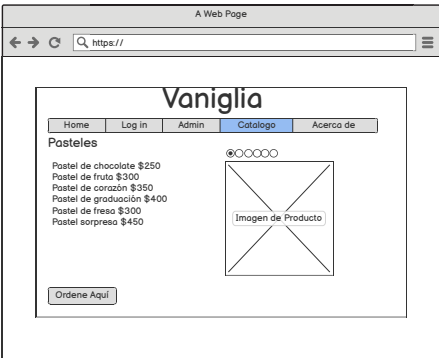 A Web Page
https://
Vaniglia
Home Log in Admin Catalogo Acerca de
Pasteles
Pastel de chocolate $250
Pastel de fruta $300
Pastel de corazón $350
Pastel de graduación $400
Pastel de fresa $300
Pastel sorpresa $450
Imagen de Producto
Ordene Aquí